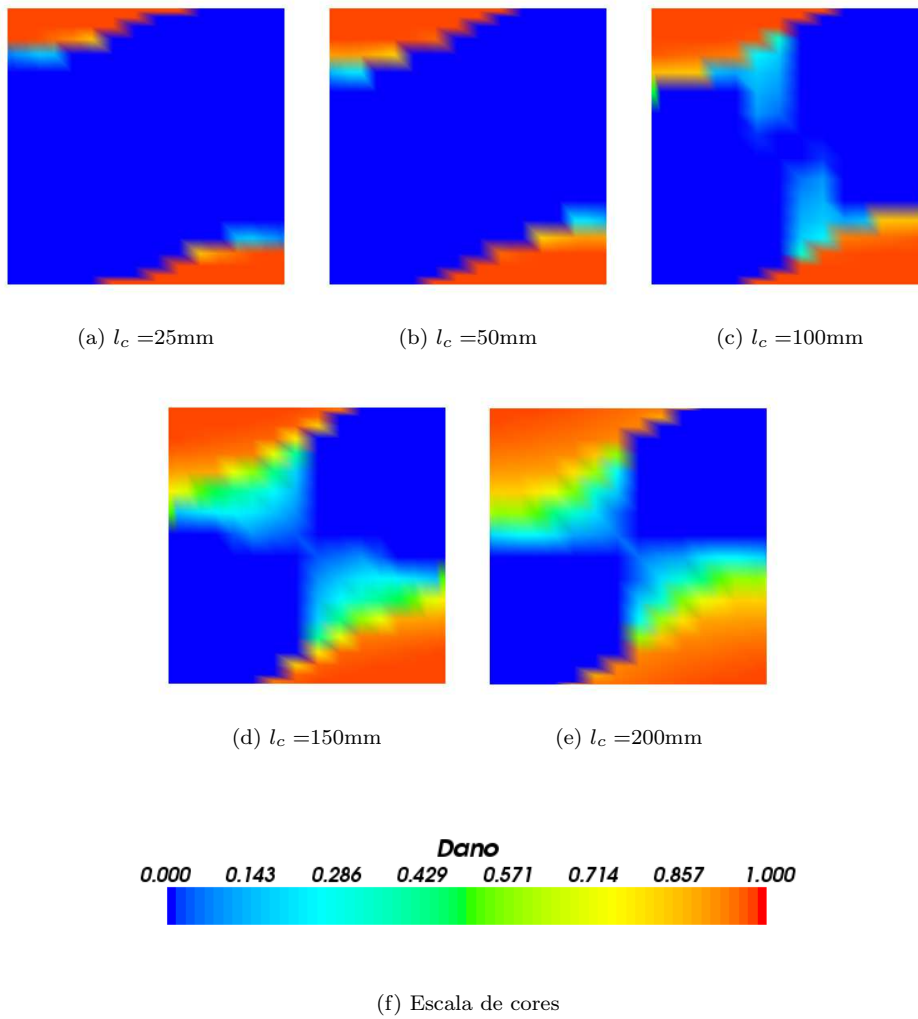 (a) l_c =25mm
(b) l_c =50mm
(c) l_c =100mm
(d) l_c =150mm
(e) l_c =200mm
Dano
0.000 0.143 0.286 0.429 0.571 0.714 0.857 1.000
(f) Escala de cores